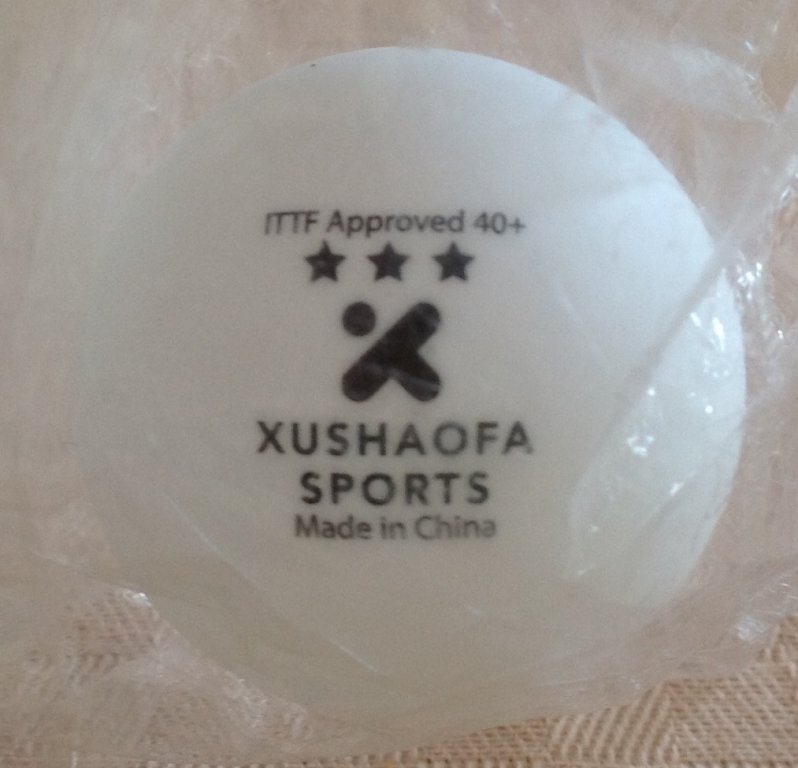 ITTF Approved 40+
XUSHAOFA
SPORTS
Made in China